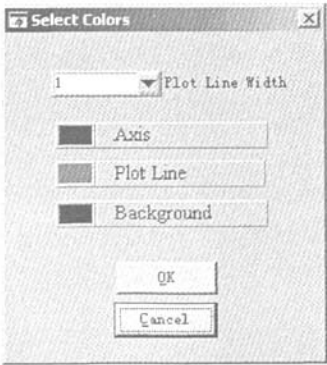 Select Colors
1 Plot Line Width
Axis
Plot Line
Background
OK
Cancel